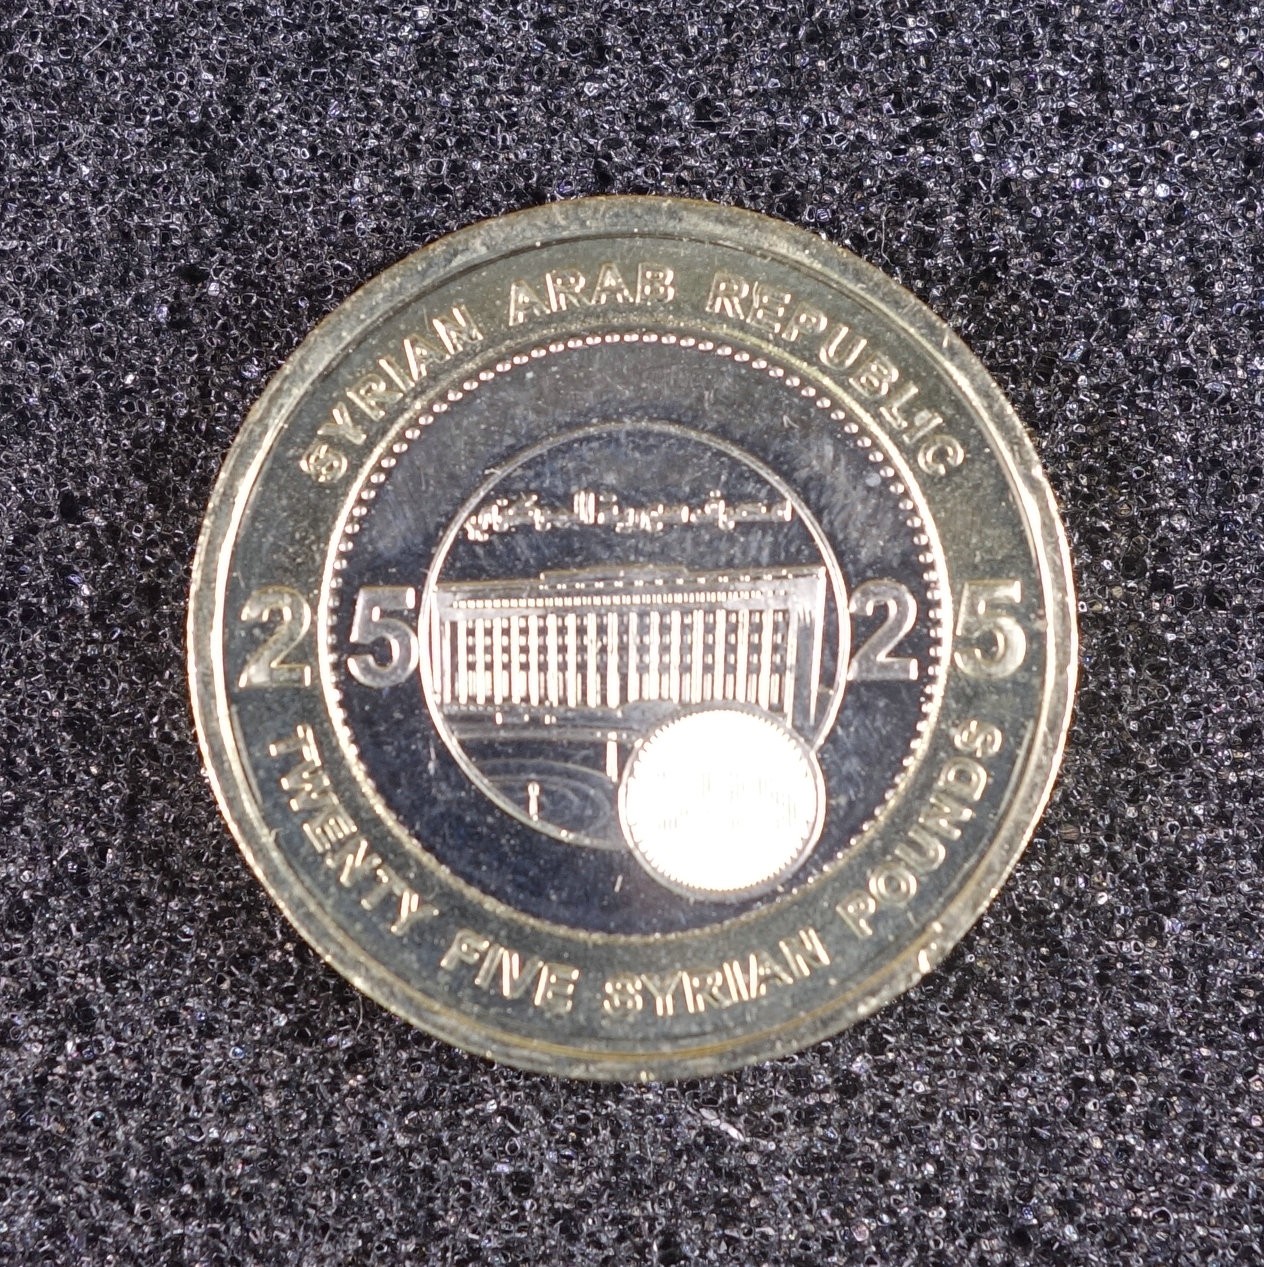 SYRIAN ARAB REPUBLIC
25 25
TWENTY FIVE SYRIAN POUNDS